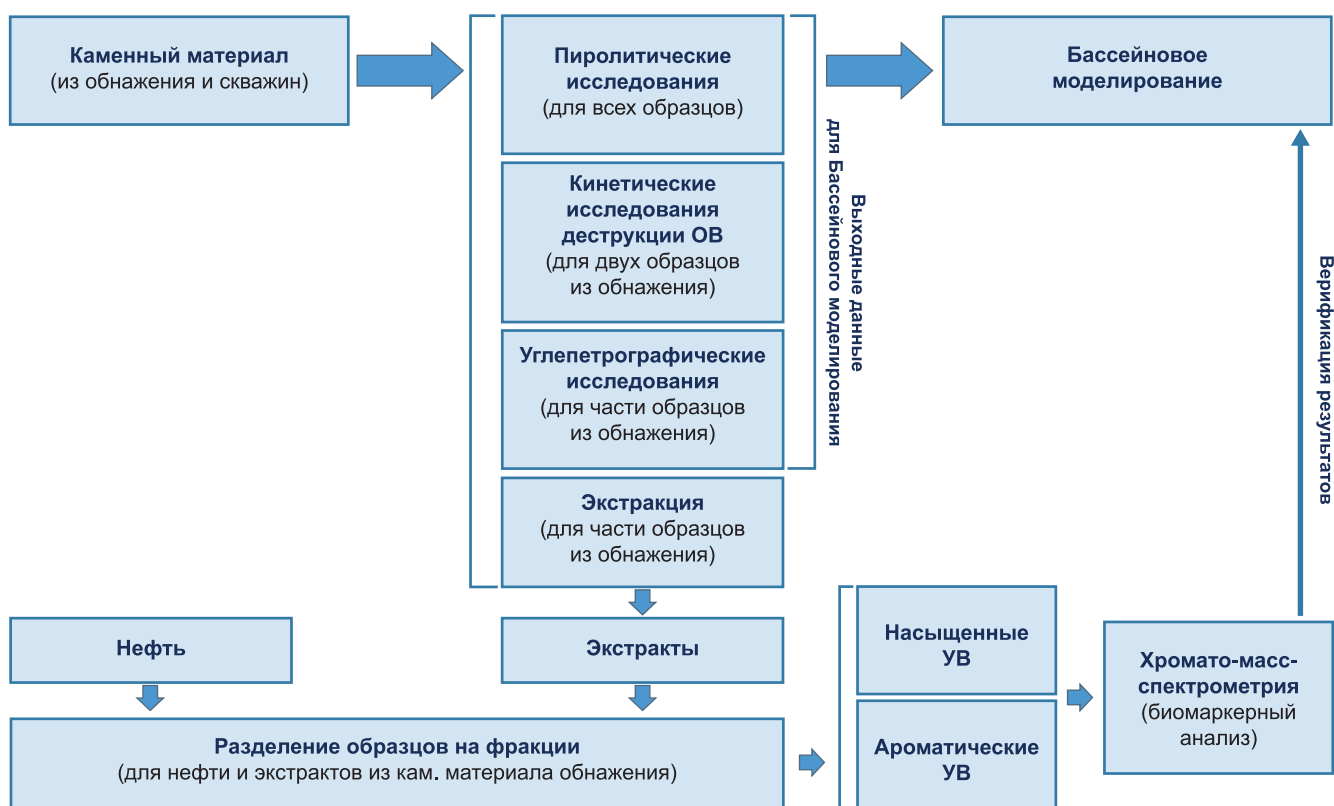 Каменный материал
(из обнажения и скважин)
Пиролитические
исследования
(для всех образцов)
Кинетические
исследования
деструкции ОВ
(для двух образцов
из обнажения)
Углепетрографические
исследования
(для части образцов
из обнажения)
Экстракция
(для части образцов
из обнажения)
Выходные данные
для Бассейнового моделирования
Бассейновое
моделирование
Верификация результатов
Нефть
Экстракты
Разделение образцов на фракции
(для нефти и экстрактов из кам. материала обнажения)
Насыщенные
УВ
Ароматические
УВ
Хромато-масс-
спектрометрия
(биомаркерный
анализ)